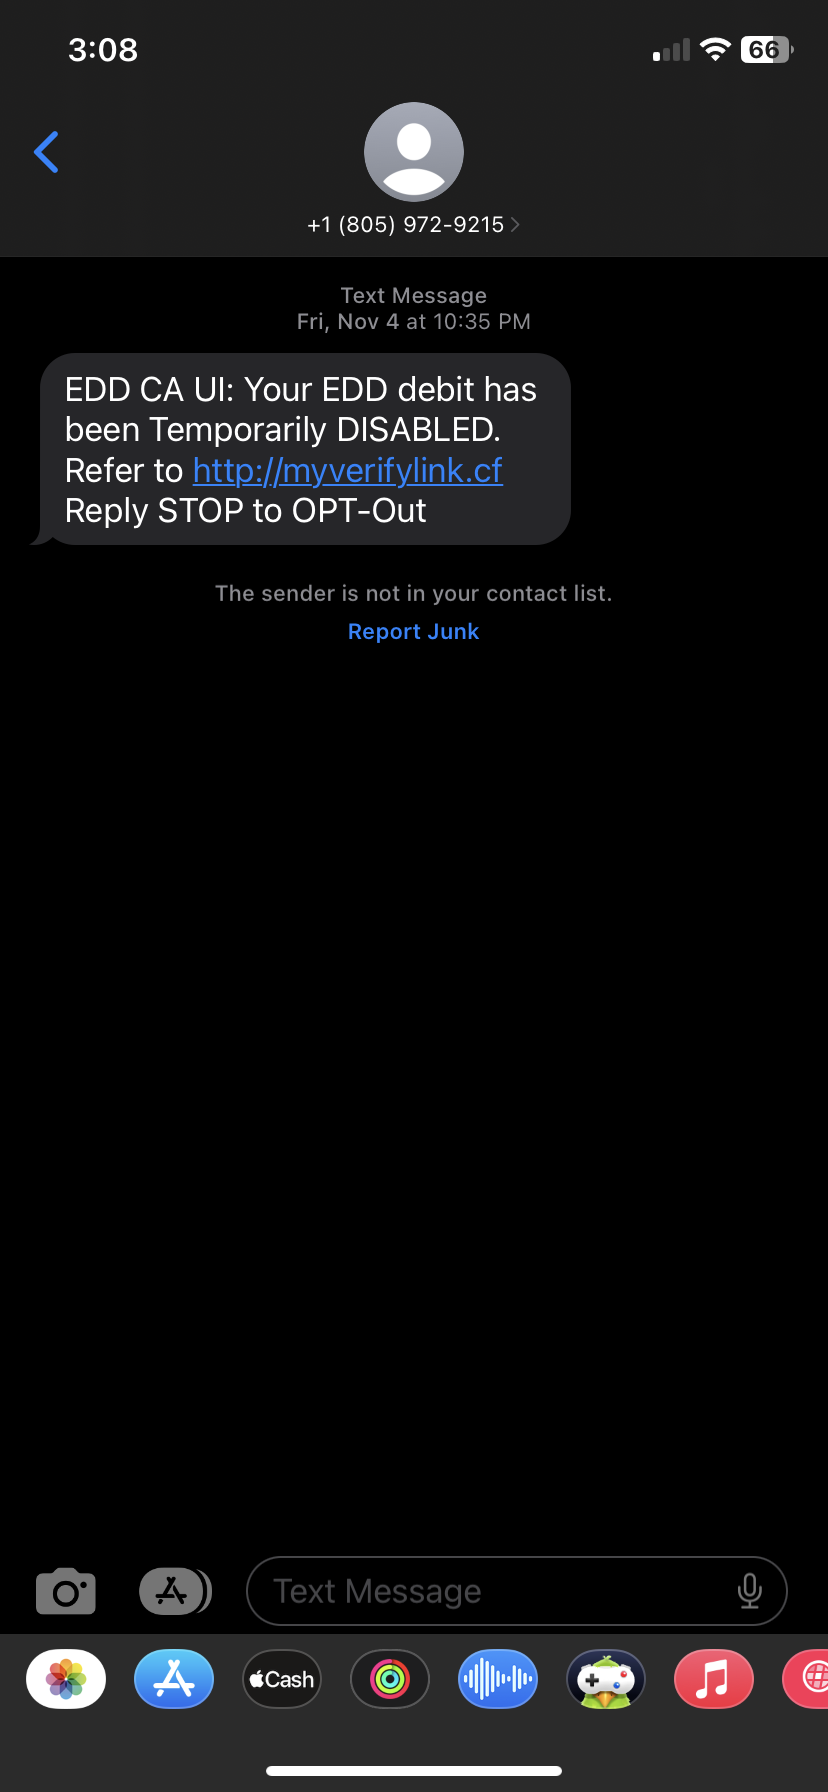 3:08
66
+1 (805) 972-9215
Text Message
Fri, Nov 4 at 10:35 PM
EDD CA UI: Your EDD debit has
been Temporarily DISABLED.
Refer to http://myverifylink.cf
Reply STOP to OPT-Out
The sender is not in your contact list.
Report Junk
Text Message
Cash